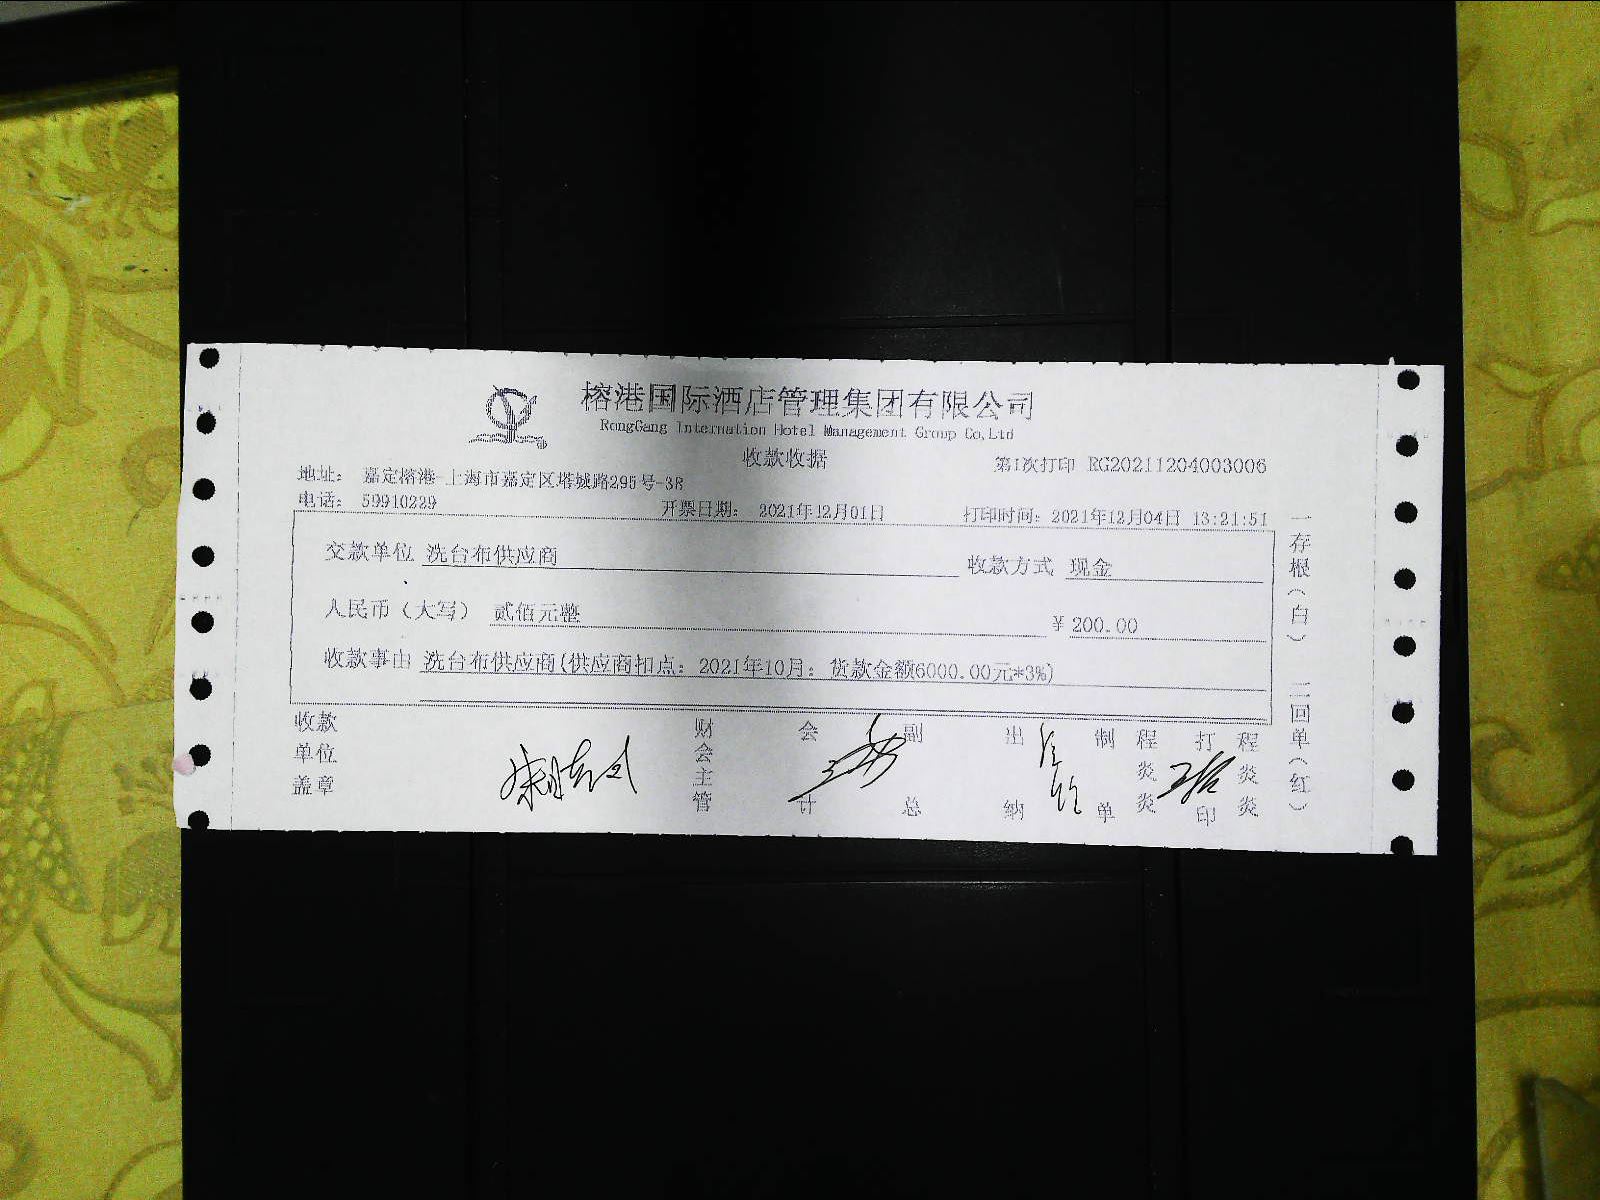 榕港国际酒店管理集团有限公司
RongGang Internation Hotel Management Group Co,Ltd
收款收据
第1次打印 RG20211204003006
地址： 嘉定榕港-上海市嘉定区塔城路295号-3R
电话： 59910229
开票日期： 2021年12月01日
打印时间：2021年12月04日 13:21:51
交款单位 洗台布供应商 收款方式 现金
人民币（大写） 贰佰元整 ¥ 200.00
收款事由 洗台布供应商(供应商扣点：2021年10月：货款金额6000.00元*3%)
收款单位盖章
财会主管
会计
副总
出纳
制单 程炎炎
打印 程炎炎
一存根（白） 二回单（红）